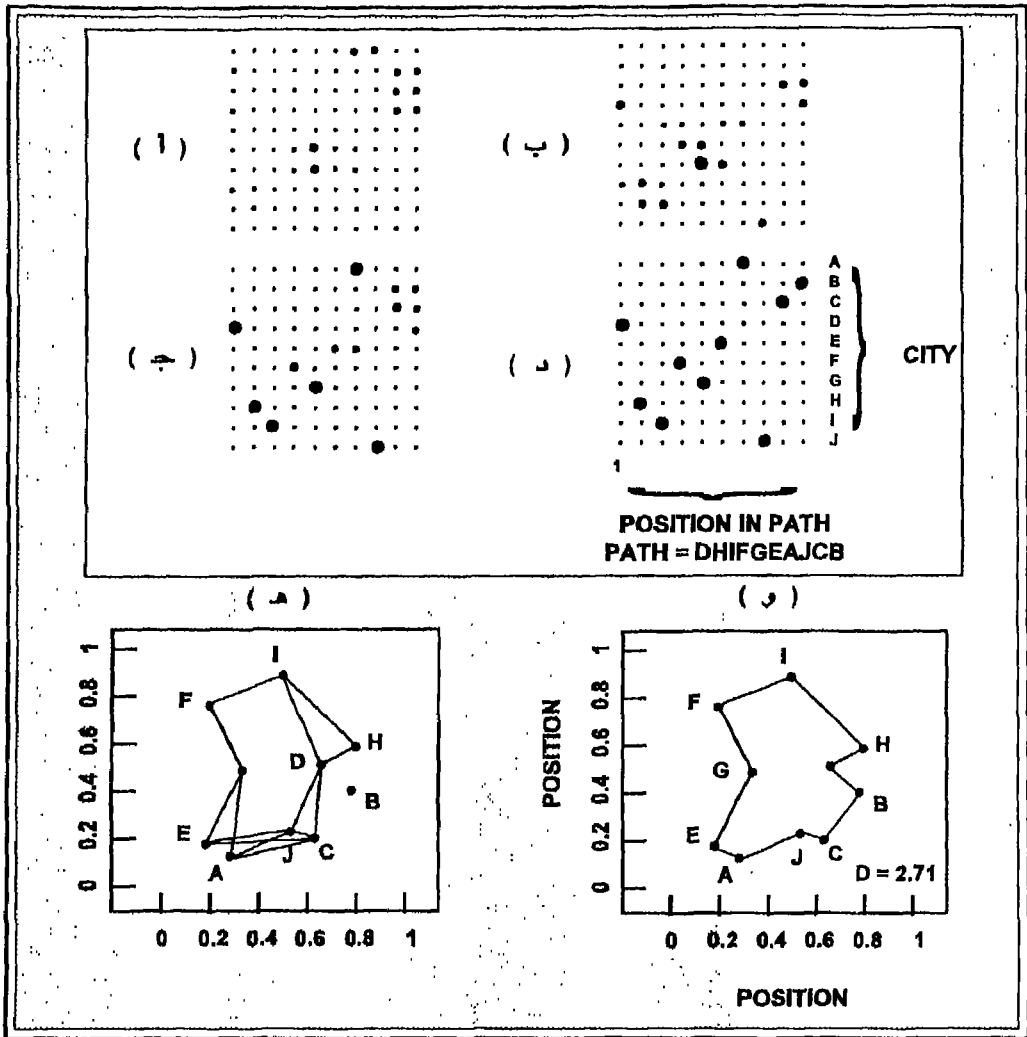 ( أ )
( ب )
( جـ )
( د )
A
B
C
D
E
F
G
H
I
J
CITY
1
POSITION IN PATH
PATH = DHIFGEAJCB
( هـ )
( و )
1
0.8
0.6
0.4
0.2
0
I
F
H
D
B
E
J
C
A
0 0.2 0.4 0.6 0.8 1
POSITION
1
0.8
0.6
0.4
0.2
0
I
F
H
G
B
E
J
C
A
D = 2.71
0 0.2 0.4 0.6 0.8 1
POSITION